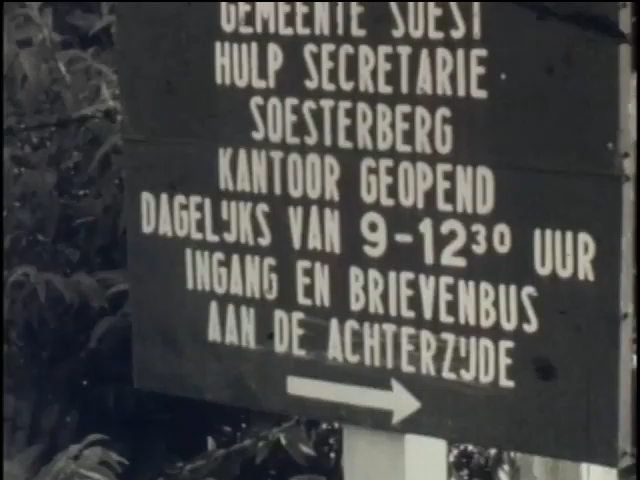 GEMEENTE SOEST
HULP SECRETARIE
SOESTERBERG
KANTOOR GEOPEND
DAGELIJKS VAN 9-12³⁰ UUR
INGANG EN BRIEVENBUS
AAN DE ACHTERZIJDE